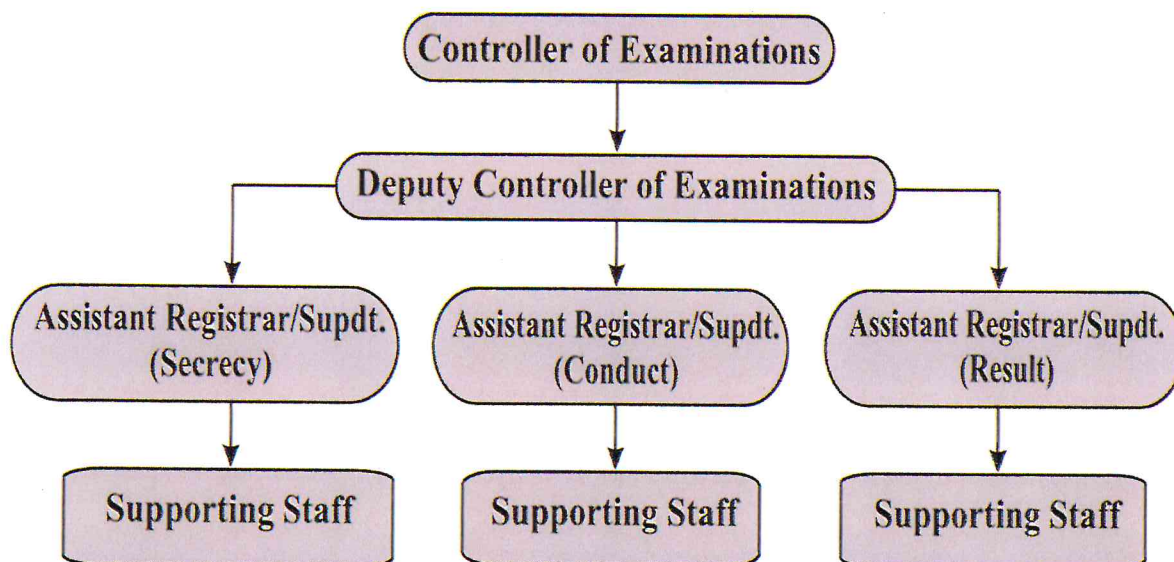 Controller of Examinations
Deputy Controller of Examinations
Assistant Registrar/Supdt.
(Secrecy)
Assistant Registrar/Supdt.
(Conduct)
Assistant Registrar/Supdt.
(Result)
Supporting Staff
Supporting Staff
Supporting Staff